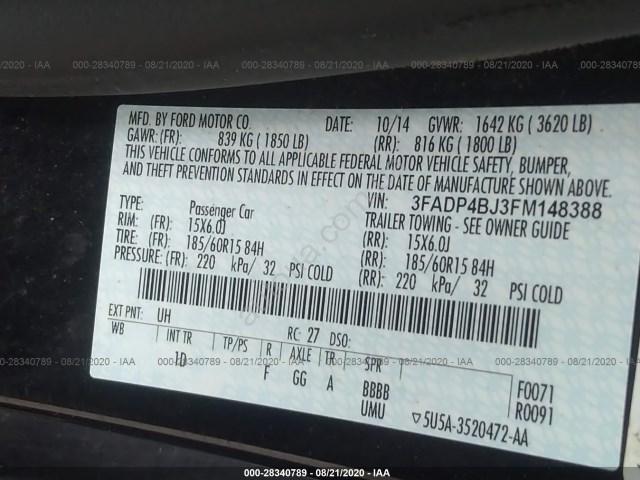 000-28340789 - 08/21/2020 - IAA
MFD. BY FORD MOTOR CO.
DATE: 10/14 GVWR: 1642 KG ( 3620 LB)
GAWR: (FR): 839 KG ( 1850 LB) (RR): 816 KG ( 1800 LB)
THIS VEHICLE CONFORMS TO ALL APPLICABLE FEDERAL MOTOR VEHICLE SAFETY, BUMPER,
AND THEFT PREVENTION STANDARDS IN EFFECT ON THE DATE OF MANUFACTURE SHOWN ABOVE.
VIN: 3FADP4BJ3FM148388
TYPE: Passenger Car TRAILER TOWING - SEE OWNER GUIDE
RIM: (FR): 15X6.0J (RR): 15X6.0J
TIRE: (FR): 185/60R15 84H (RR): 185/60R15 84H
PRESSURE: (FR): 220 kPa/ 32 PSI COLD (RR): 220 kPa/ 32 PSI COLD
EXT PNT: UH RC: 27 DSO:
WB INT TR TP/PS R AXLE TR SPR
1D F GG A BBBB F0071
UMU R0091
▽5U5A-3520472-AA
000-28340789 - 08/21/2020 - IAA